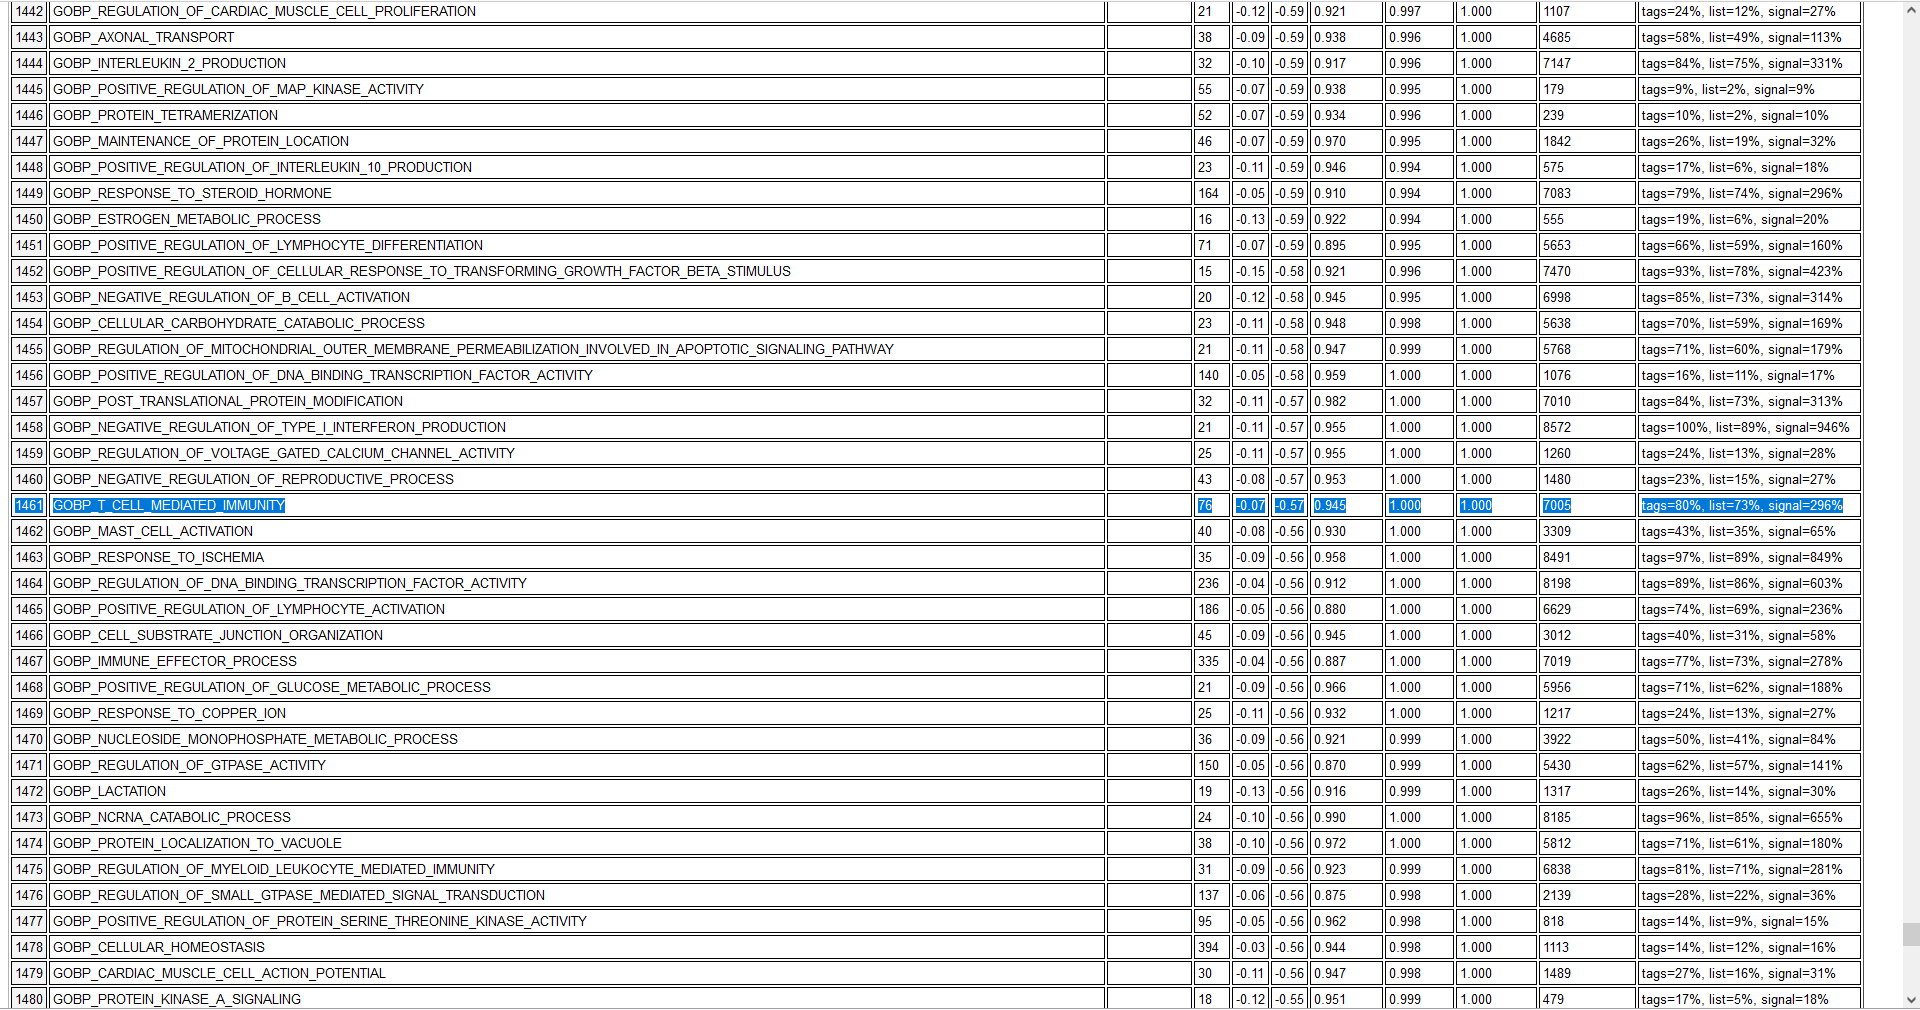 1442 GOBP_REGULATION_OF_CARDIAC_MUSCLE_CELL_PROLIFERATION 21 -0.12 -0.59 0.921 0.997 1.000 1107 tags=24%, list=12%, signal=27%
1443 GOBP_AXONAL_TRANSPORT 38 -0.09 -0.59 0.938 0.996 1.000 4685 tags=58%, list=49%, signal=113%
1444 GOBP_INTERLEUKIN_2_PRODUCTION 32 -0.10 -0.59 0.917 0.996 1.000 7147 tags=84%, list=75%, signal=331%
1445 GOBP_POSITIVE_REGULATION_OF_MAP_KINASE_ACTIVITY 55 -0.07 -0.59 0.938 0.995 1.000 179 tags=9%, list=2%, signal=9%
1446 GOBP_PROTEIN_TETRAMERIZATION 52 -0.07 -0.59 0.934 0.996 1.000 239 tags=10%, list=2%, signal=10%
1447 GOBP_MAINTENANCE_OF_PROTEIN_LOCATION 46 -0.07 -0.59 0.970 0.995 1.000 1842 tags=26%, list=19%, signal=32%
1448 GOBP_POSITIVE_REGULATION_OF_INTERLEUKIN_10_PRODUCTION 23 -0.11 -0.59 0.946 0.994 1.000 575 tags=17%, list=6%, signal=18%
1449 GOBP_RESPONSE_TO_STEROID_HORMONE 164 -0.05 -0.59 0.910 0.994 1.000 7083 tags=79%, list=74%, signal=296%
1450 GOBP_ESTROGEN_METABOLIC_PROCESS 16 -0.13 -0.59 0.922 0.994 1.000 555 tags=19%, list=6%, signal=20%
1451 GOBP_POSITIVE_REGULATION_OF_LYMPHOCYTE_DIFFERENTIATION 71 -0.07 -0.59 0.895 0.995 1.000 5653 tags=66%, list=59%, signal=160%
1452 GOBP_POSITIVE_REGULATION_OF_CELLULAR_RESPONSE_TO_TRANSFORMING_GROWTH_FACTOR_BETA_STIMULUS 15 -0.15 -0.58 0.921 0.996 1.000 7470 tags=93%, list=78%, signal=423%
1453 GOBP_NEGATIVE_REGULATION_OF_B_CELL_ACTIVATION 20 -0.12 -0.58 0.945 0.995 1.000 6998 tags=85%, list=73%, signal=314%
1454 GOBP_CELLULAR_CARBOHYDRATE_CATABOLIC_PROCESS 23 -0.11 -0.58 0.948 0.998 1.000 5638 tags=70%, list=59%, signal=169%
1455 GOBP_REGULATION_OF_MITOCHONDRIAL_OUTER_MEMBRANE_PERMEABILIZATION_INVOLVED_IN_APOPTOTIC_SIGNALING_PATHWAY 21 -0.11 -0.58 0.947 0.999 1.000 5768 tags=71%, list=60%, signal=179%
1456 GOBP_POSITIVE_REGULATION_OF_DNA_BINDING_TRANSCRIPTION_FACTOR_ACTIVITY 140 -0.05 -0.58 0.959 1.000 1.000 1076 tags=16%, list=11%, signal=17%
1457 GOBP_POST_TRANSLATIONAL_PROTEIN_MODIFICATION 32 -0.11 -0.57 0.982 1.000 1.000 7010 tags=84%, list=73%, signal=313%
1458 GOBP_NEGATIVE_REGULATION_OF_TYPE_I_INTERFERON_PRODUCTION 21 -0.11 -0.57 0.955 1.000 1.000 8572 tags=100%, list=89%, signal=946%
1459 GOBP_REGULATION_OF_VOLTAGE_GATED_CALCIUM_CHANNEL_ACTIVITY 25 -0.11 -0.57 0.955 1.000 1.000 1260 tags=24%, list=13%, signal=28%
1460 GOBP_NEGATIVE_REGULATION_OF_REPRODUCTIVE_PROCESS 43 -0.08 -0.57 0.953 1.000 1.000 1480 tags=23%, list=15%, signal=27%
1461 GOBP_T_CELL_MEDIATED_IMMUNITY 76 -0.07 -0.57 0.945 1.000 1.000 7005 tags=80%, list=73%, signal=296%
1462 GOBP_MAST_CELL_ACTIVATION 40 -0.08 -0.56 0.930 1.000 1.000 3309 tags=43%, list=35%, signal=65%
1463 GOBP_RESPONSE_TO_ISCHEMIA 35 -0.09 -0.56 0.958 1.000 1.000 8491 tags=97%, list=89%, signal=849%
1464 GOBP_REGULATION_OF_DNA_BINDING_TRANSCRIPTION_FACTOR_ACTIVITY 236 -0.04 -0.56 0.912 1.000 1.000 8198 tags=89%, list=86%, signal=603%
1465 GOBP_POSITIVE_REGULATION_OF_LYMPHOCYTE_ACTIVATION 186 -0.05 -0.56 0.880 1.000 1.000 6629 tags=74%, list=69%, signal=236%
1466 GOBP_CELL_SUBSTRATE_JUNCTION_ORGANIZATION 45 -0.09 -0.56 0.945 1.000 1.000 3012 tags=40%, list=31%, signal=58%
1467 GOBP_IMMUNE_EFFECTOR_PROCESS 335 -0.04 -0.56 0.887 1.000 1.000 7019 tags=77%, list=73%, signal=278%
1468 GOBP_POSITIVE_REGULATION_OF_GLUCOSE_METABOLIC_PROCESS 21 -0.09 -0.56 0.966 1.000 1.000 5956 tags=71%, list=62%, signal=188%
1469 GOBP_RESPONSE_TO_COPPER_ION 25 -0.11 -0.56 0.932 1.000 1.000 1217 tags=24%, list=13%, signal=27%
1470 GOBP_NUCLEOSIDE_MONOPHOSPHATE_METABOLIC_PROCESS 36 -0.09 -0.56 0.921 0.999 1.000 3922 tags=50%, list=41%, signal=84%
1471 GOBP_REGULATION_OF_GTPASE_ACTIVITY 150 -0.05 -0.56 0.870 0.999 1.000 5430 tags=62%, list=57%, signal=141%
1472 GOBP_LACTATION 19 -0.13 -0.56 0.916 0.999 1.000 1317 tags=26%, list=14%, signal=30%
1473 GOBP_NCRNA_CATABOLIC_PROCESS 24 -0.10 -0.56 0.990 1.000 1.000 8185 tags=96%, list=85%, signal=655%
1474 GOBP_PROTEIN_LOCALIZATION_TO_VACUOLE 38 -0.10 -0.56 0.972 1.000 1.000 5812 tags=71%, list=61%, signal=180%
1475 GOBP_REGULATION_OF_MYELOID_LEUKOCYTE_MEDIATED_IMMUNITY 31 -0.09 -0.56 0.923 0.999 1.000 6838 tags=81%, list=71%, signal=281%
1476 GOBP_REGULATION_OF_SMALL_GTPASE_MEDIATED_SIGNAL_TRANSDUCTION 137 -0.06 -0.56 0.875 0.998 1.000 2139 tags=28%, list=22%, signal=36%
1477 GOBP_POSITIVE_REGULATION_OF_PROTEIN_SERINE_THREONINE_KINASE_ACTIVITY 95 -0.05 -0.56 0.962 0.998 1.000 818 tags=14%, list=9%, signal=15%
1478 GOBP_CELLULAR_HOMEOSTASIS 394 -0.03 -0.56 0.944 0.998 1.000 1113 tags=14%, list=12%, signal=16%
1479 GOBP_CARDIAC_MUSCLE_CELL_ACTION_POTENTIAL 30 -0.11 -0.56 0.947 0.998 1.000 1489 tags=27%, list=16%, signal=31%
1480 GOBP_PROTEIN_KINASE_A_SIGNALING 18 -0.12 -0.55 0.951 0.999 1.000 479 tags=17%, list=5%, signal=18%